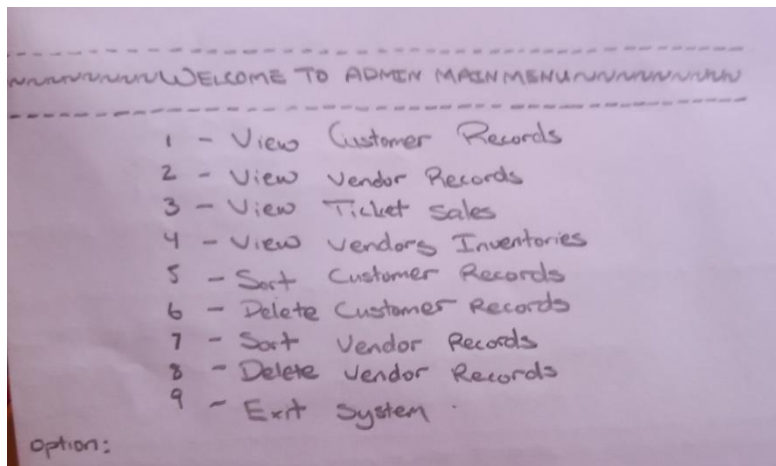 -----------------------------------------------
~~~~~~~~WELCOME TO ADMIN MAINMENU~~~~~~~~~
-----------------------------------------------
1 - View Customer Records
2 - View Vendor Records
3 - View Ticket Sales
4 - View Vendors Inventories
5 - Sort Customer Records
6 - Delete Customer Records
7 - Sort Vendor Records
8 - Delete Vendor Records
9 - Exit System
Option: